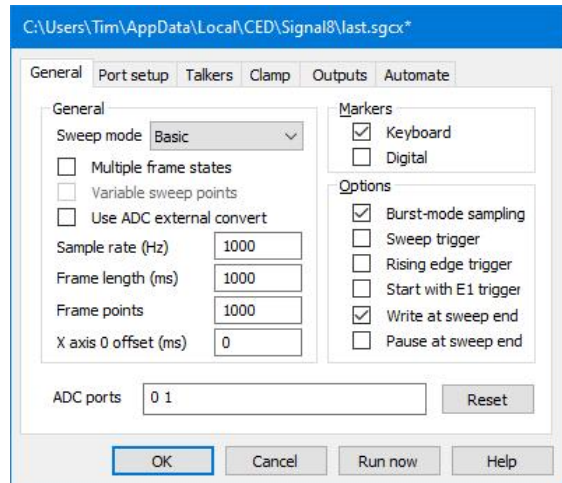 C:\Users\Tim\AppData\Local\CED\Signal8\last.sgcx*
General Port setup Talkers Clamp Outputs Automate
General
Sweep mode Basic
Multiple frame states
Variable sweep points
Use ADC external convert
Sample rate (Hz) 1000
Frame length (ms) 1000
Frame points 1000
X axis 0 offset (ms) 0
Markers
Keyboard
Digital
Options
Burst-mode sampling
Sweep trigger
Rising edge trigger
Start with E1 trigger
Write at sweep end
Pause at sweep end
ADC ports 0 1 Reset
OK Cancel Run now Help